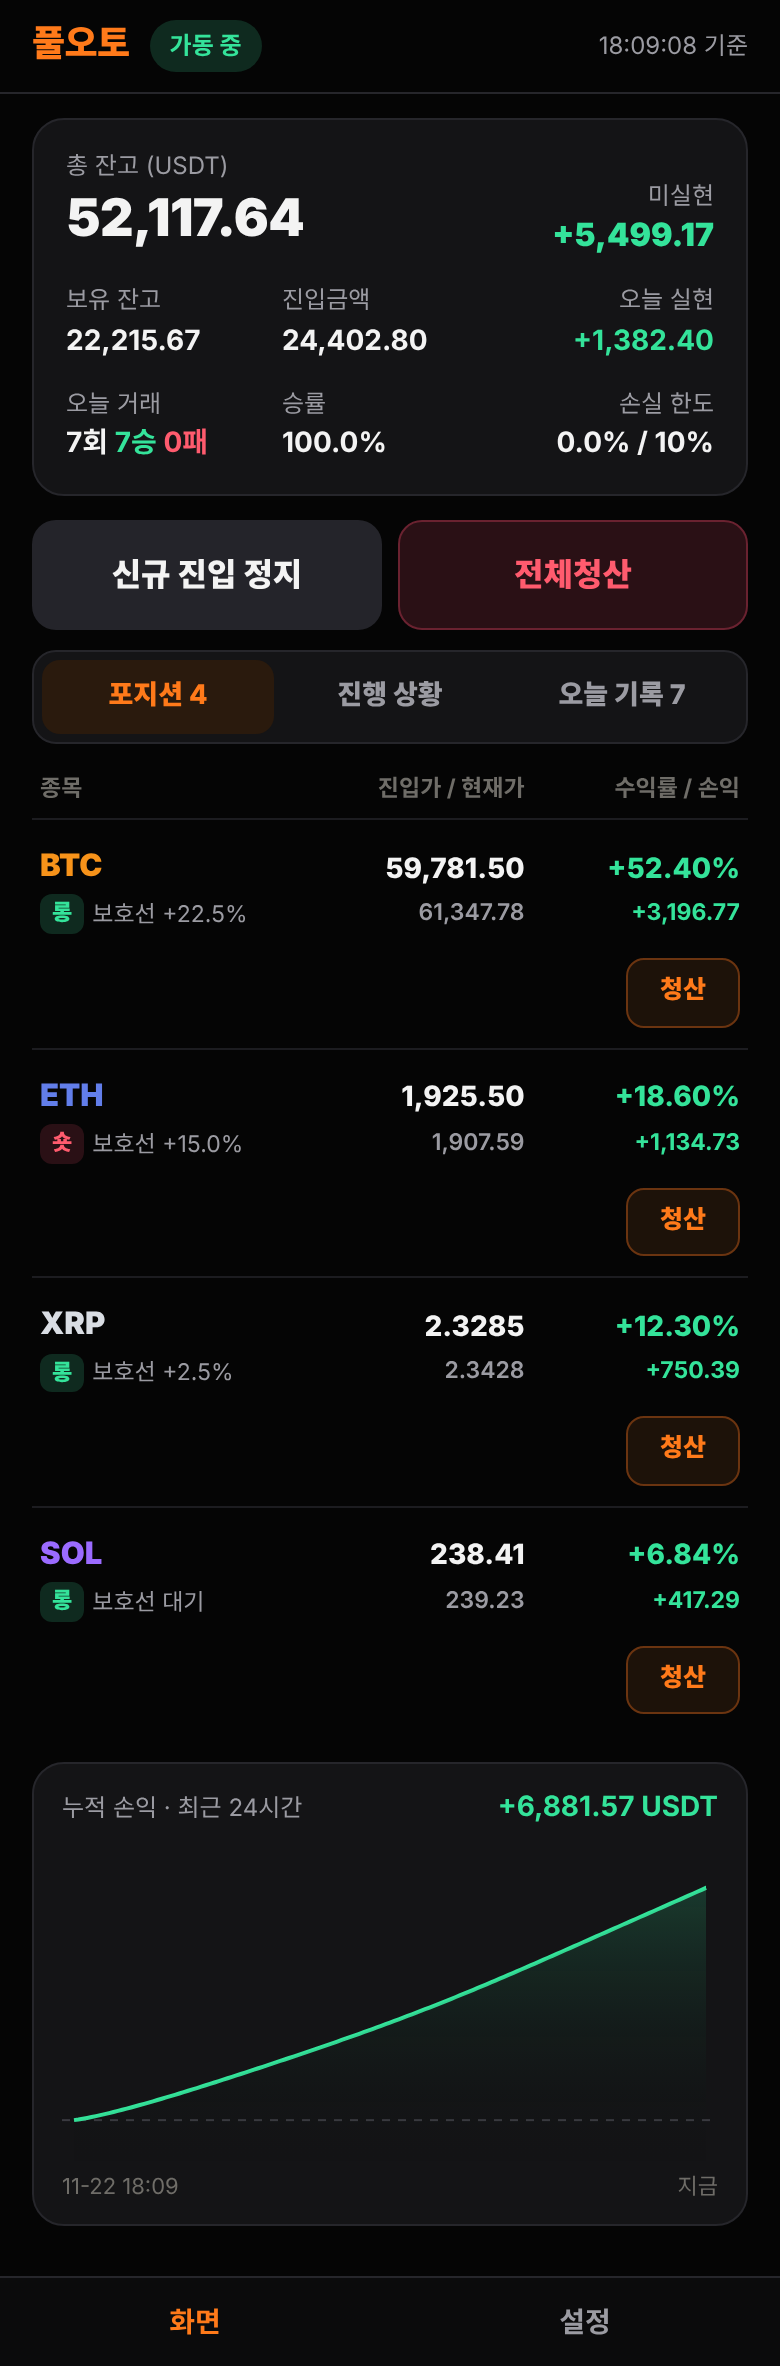 풀오토 가동 중 18:09:08 기준
총 잔고 (USDT)
52,117.64
미실현
+5,499.17
보유 잔고 진입금액 오늘 실현
22,215.67 24,402.80 +1,382.40
오늘 거래 승률 손실 한도
7회 7승 0패 100.0% 0.0% / 10%
신규 진입 정지 전체청산
포지션 4 진행 상황 오늘 기록 7
종목 진입가 / 현재가 수익률 / 손익
BTC 59,781.50 +52.40%
롱 보호선 +22.5% 61,347.78 +3,196.77
청산
ETH 1,925.50 +18.60%
숏 보호선 +15.0% 1,907.59 +1,134.73
청산
XRP 2.3285 +12.30%
롱 보호선 +2.5% 2.3428 +750.39
청산
SOL 238.41 +6.84%
롱 보호선 대기 239.23 +417.29
청산
누적 손익 · 최근 24시간 +6,881.57 USDT
11-22 18:09 지금
화면 설정